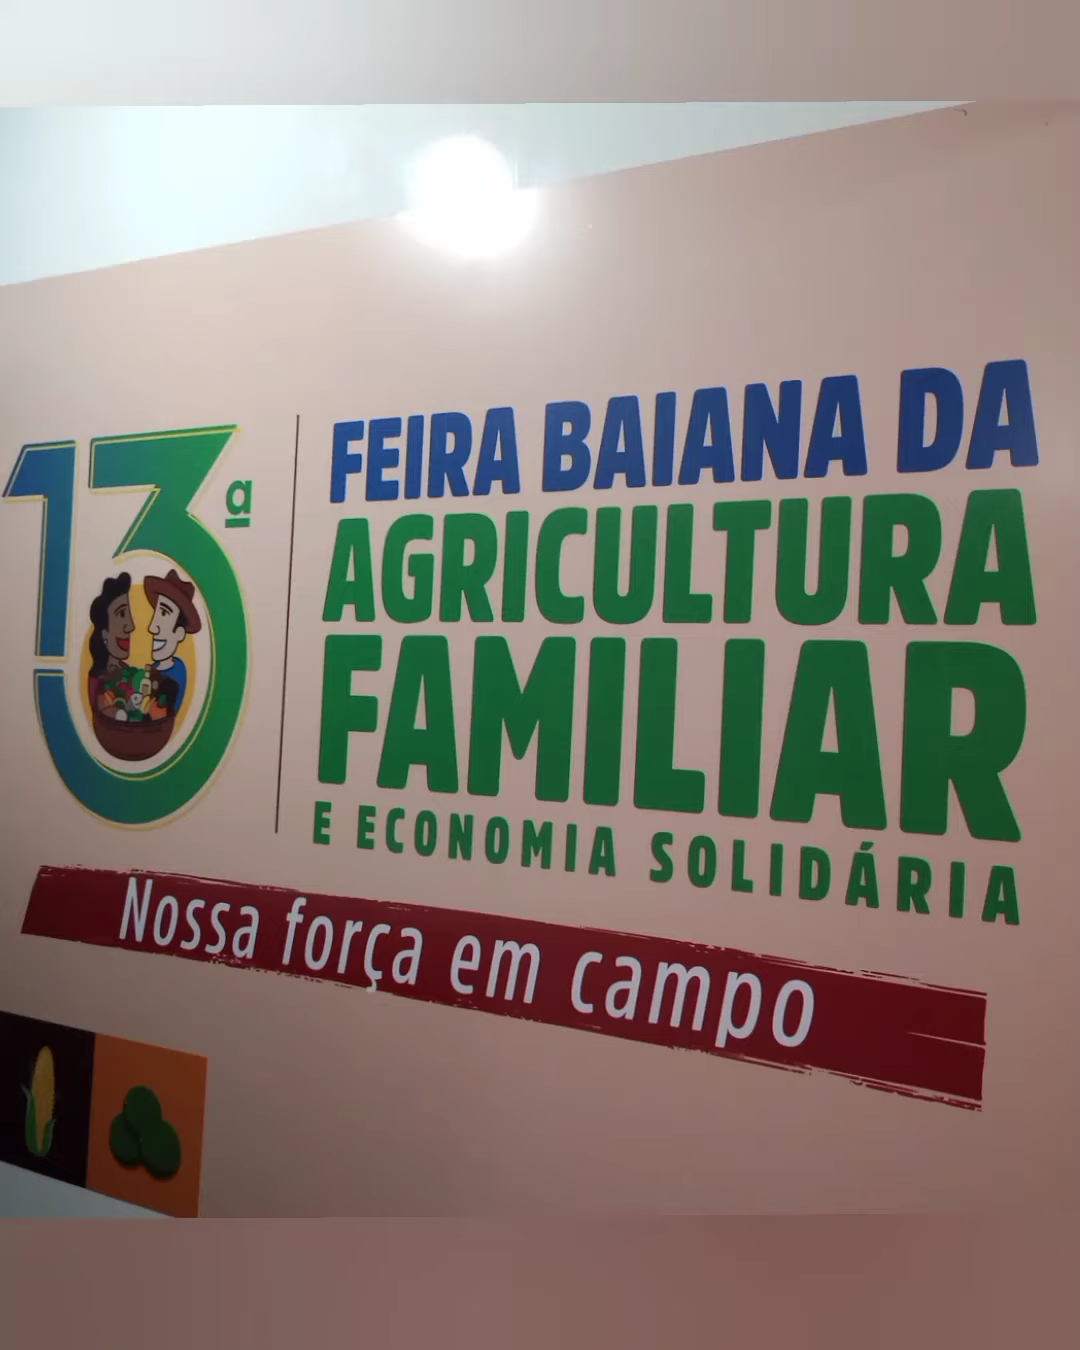 13ª
FEIRA BAIANA DA
AGRICULTURA
FAMILIAR
E ECONOMIA SOLIDÁRIA
Nossa força em campo